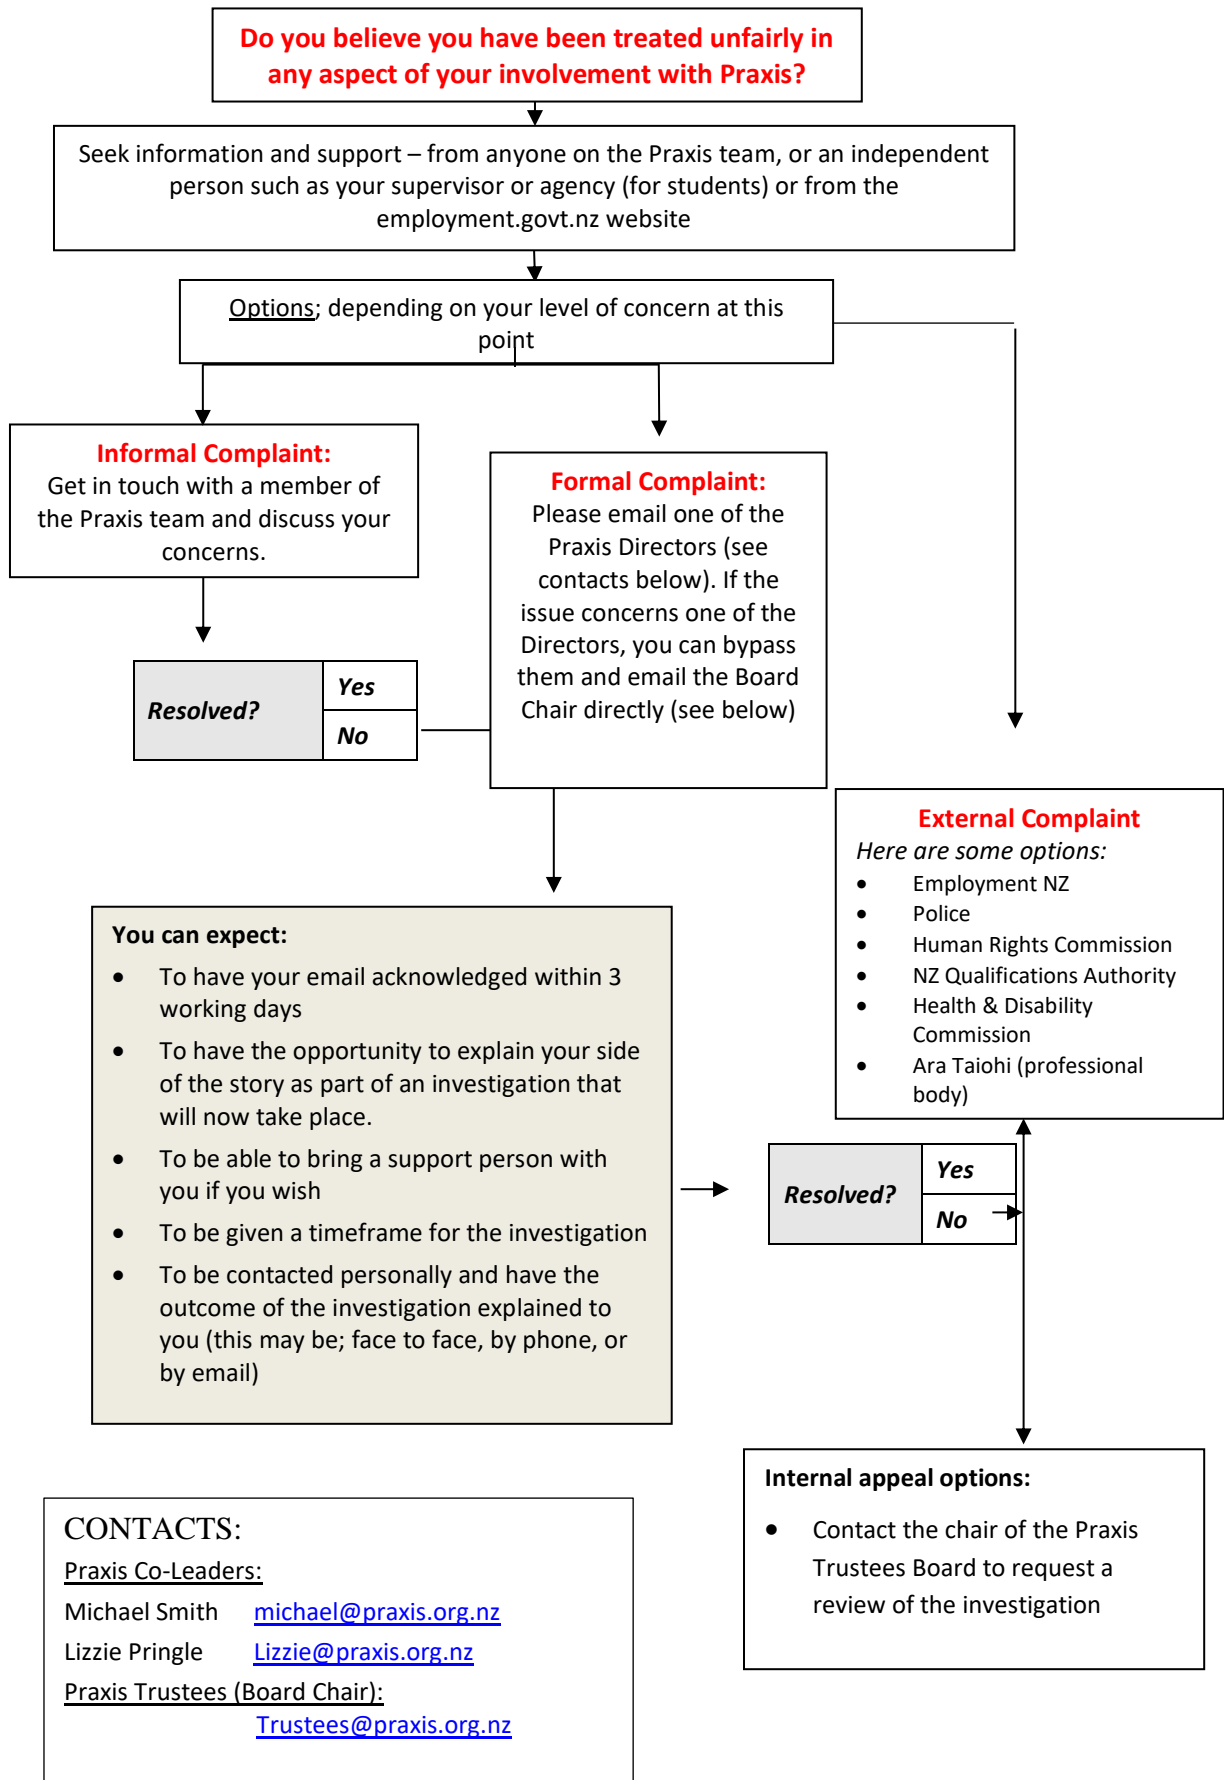 Do you believe you have been treated unfairly in
any aspect of your involvement with Praxis?
Seek information and support – from anyone on the Praxis team, or an independent
person such as your supervisor or agency (for students) or from the
employment.govt.nz website
Options; depending on your level of concern at this
point
Informal Complaint:
Get in touch with a member of
the Praxis team and discuss your
concerns.
Formal Complaint:
Please email one of the
Praxis Directors (see
contacts below). If the
issue concerns one of the
Directors, you can bypass
them and email the Board
Chair directly (see below)
Resolved?
Yes
No
External Complaint
Here are some options:
• Employment NZ
• Police
• Human Rights Commission
• NZ Qualifications Authority
• Health & Disability
Commission
• Ara Taiohi (professional
body)
You can expect:
• To have your email acknowledged within 3
working days
• To have the opportunity to explain your side
of the story as part of an investigation that
will now take place.
• To be able to bring a support person with
you if you wish
• To be given a timeframe for the investigation
• To be contacted personally and have the
outcome of the investigation explained to
you (this may be; face to face, by phone, or
by email)
Resolved?
Yes
No
Internal appeal options:
• Contact the chair of the Praxis
Trustees Board to request a
review of the investigation
CONTACTS:
Praxis Co-Leaders:
Michael Smith michael@praxis.org.nz
Lizzie Pringle Lizzie@praxis.org.nz
Praxis Trustees (Board Chair):
Trustees@praxis.org.nz